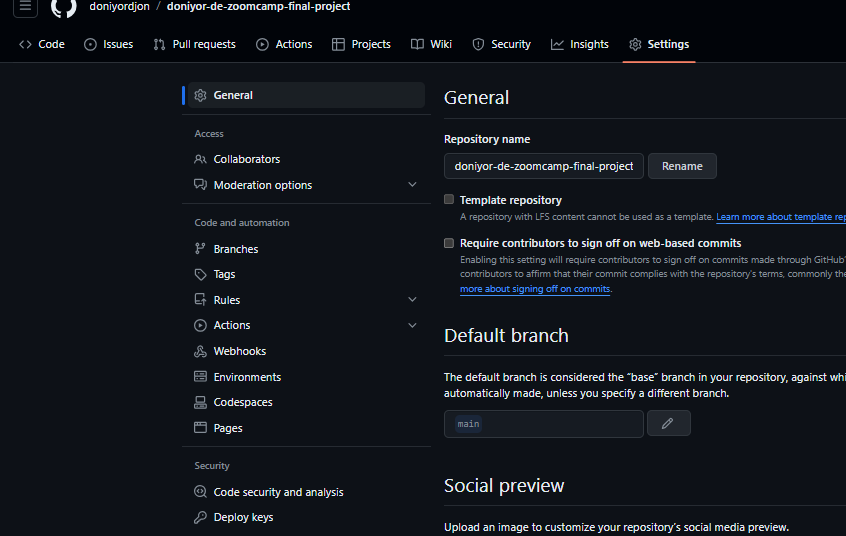 doniyordjon / doniyor-de-zoomcamp-final-project
Code Issues Pull requests Actions Projects Wiki Security Insights Settings
General
Access
Collaborators
Moderation options
Code and automation
Branches
Tags
Rules
Actions
Webhooks
Environments
Codespaces
Pages
Security
Code security and analysis
Deploy keys
General
Repository name
doniyor-de-zoomcamp-final-project Rename
Template repository
A repository with LFS content cannot be used as a template. Learn more about template rep
Require contributors to sign off on web-based commits
Enabling this setting will require contributors to sign off on commits made through GitHub'
contributors to affirm that their commit complies with the repository's terms, commonly the
more about signing off on commits.
Default branch
The default branch is considered the “base” branch in your repository, against whi
automatically made, unless you specify a different branch.
main
Social preview
Upload an image to customize your repository's social media preview.